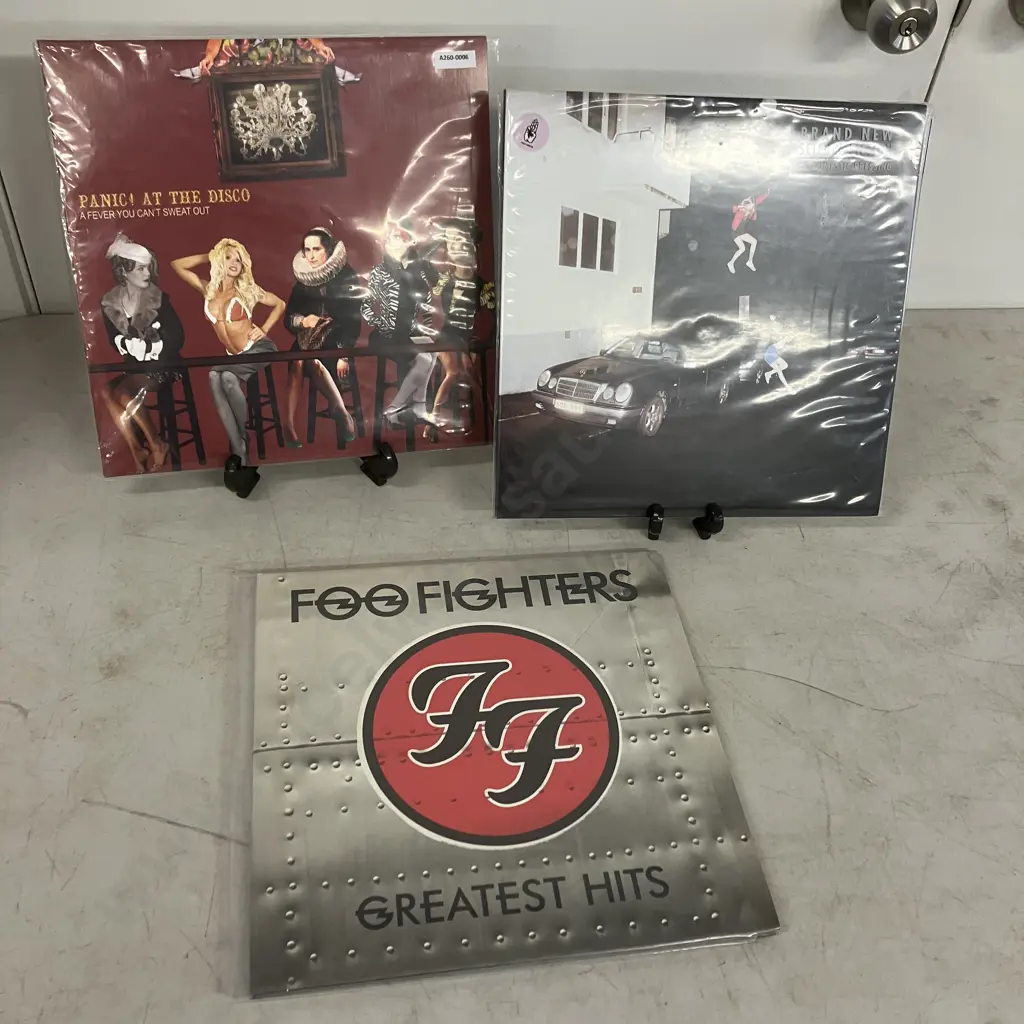 A260-0006
PANIC! AT THE DISCO
A FEVER YOU CAN'T SWEAT OUT
BRAND NEW
FOO FIGHTERS
FF
GREATEST HITS